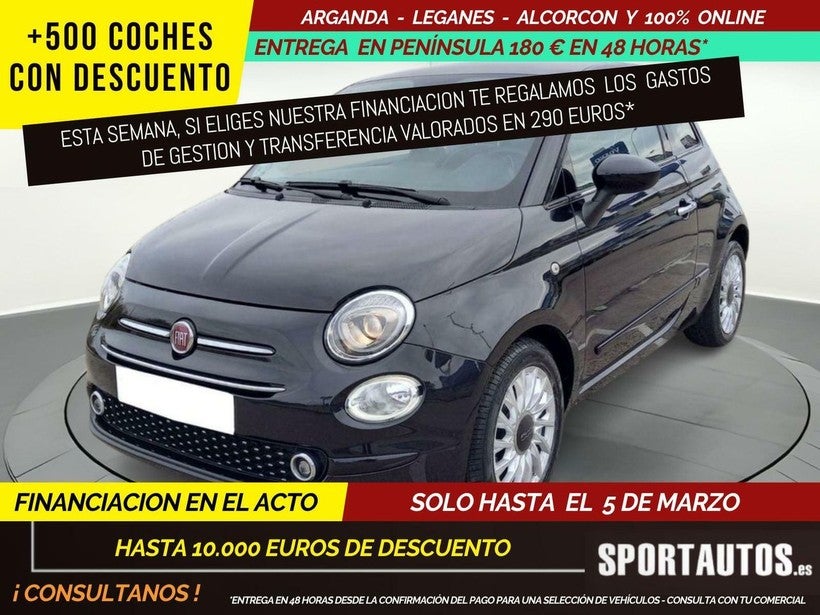 +500 COCHES
CON DESCUENTO
ARGANDA - LEGANES - ALCORCON Y 100% ONLINE
ENTREGA EN PENÍNSULA 180 € EN 48 HORAS*
ESTA SEMANA, SI ELIGES NUESTRA FINANCIACION TE REGALAMOS LOS GASTOS
DE GESTION Y TRANSFERENCIA VALORADOS EN 290 EUROS*
FIAT
FINANCIACION EN EL ACTO
SOLO HASTA EL 5 DE MARZO
HASTA 10.000 EUROS DE DESCUENTO
SPORTAUTOS.es
¡ CONSULTANOS !
*ENTREGA EN 48 HORAS DESDE LA CONFIRMACIÓN DEL PAGO PARA UNA SELECCIÓN DE VEHÍCULOS - CONSULTA CON TU COMERCIAL